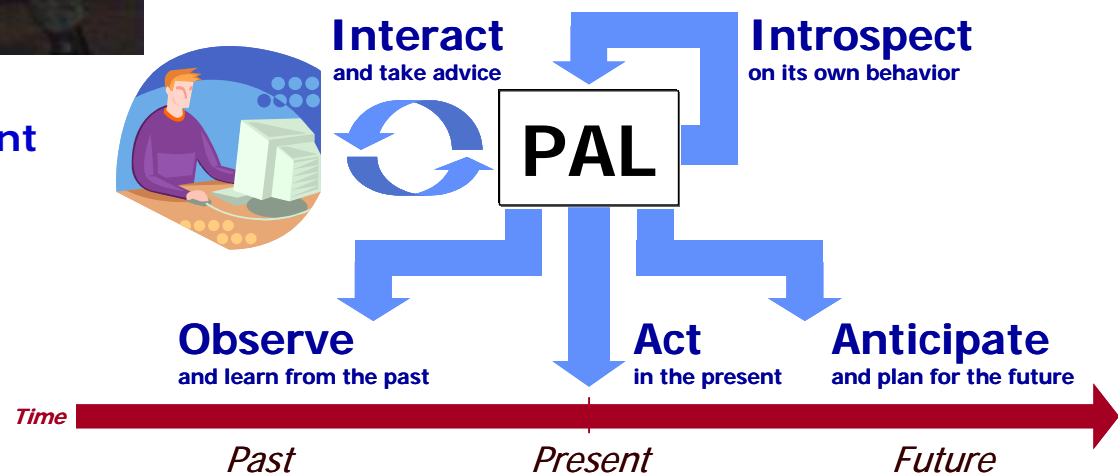 Interact
and take advice
Introspect
on its own behavior
nt
PAL
Observe
and learn from the past
Act
in the present
Anticipate
and plan for the future
Time
Past
Present
Future